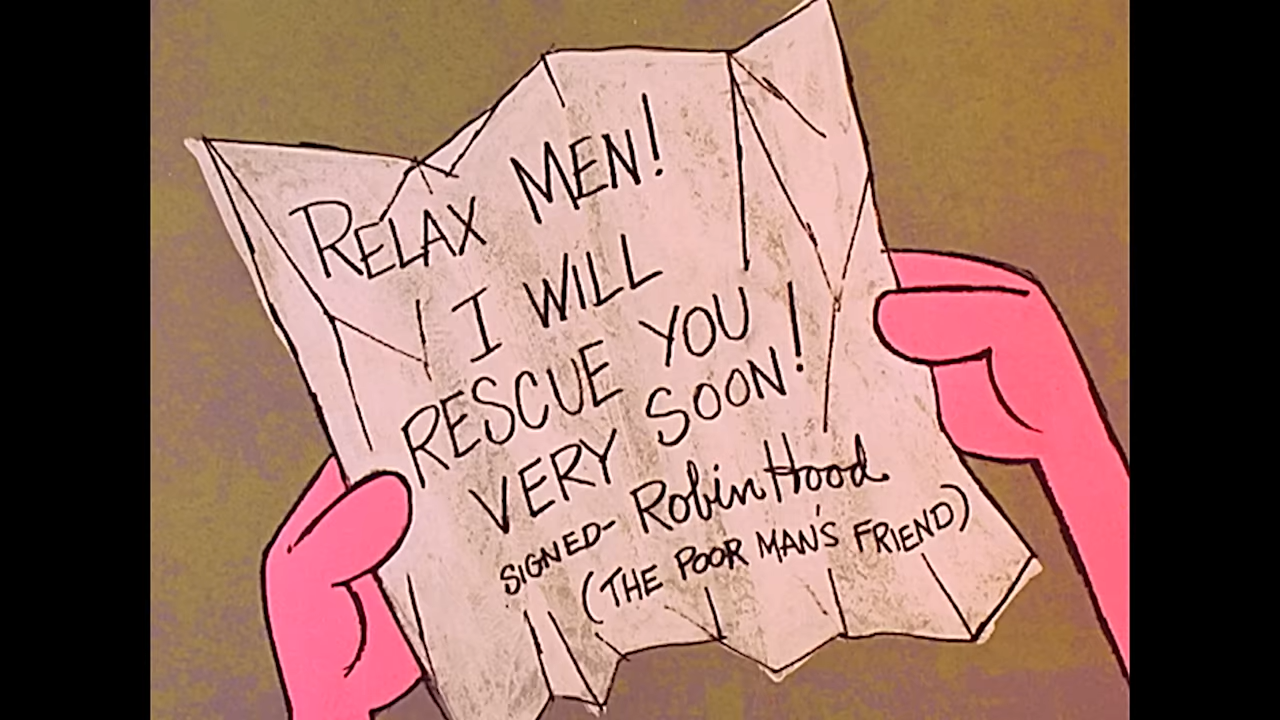 RELAX MEN!
I WILL
RESCUE YOU
VERY SOON!
SIGNED- Robin Hood
(THE POOR MAN'S FRIEND)